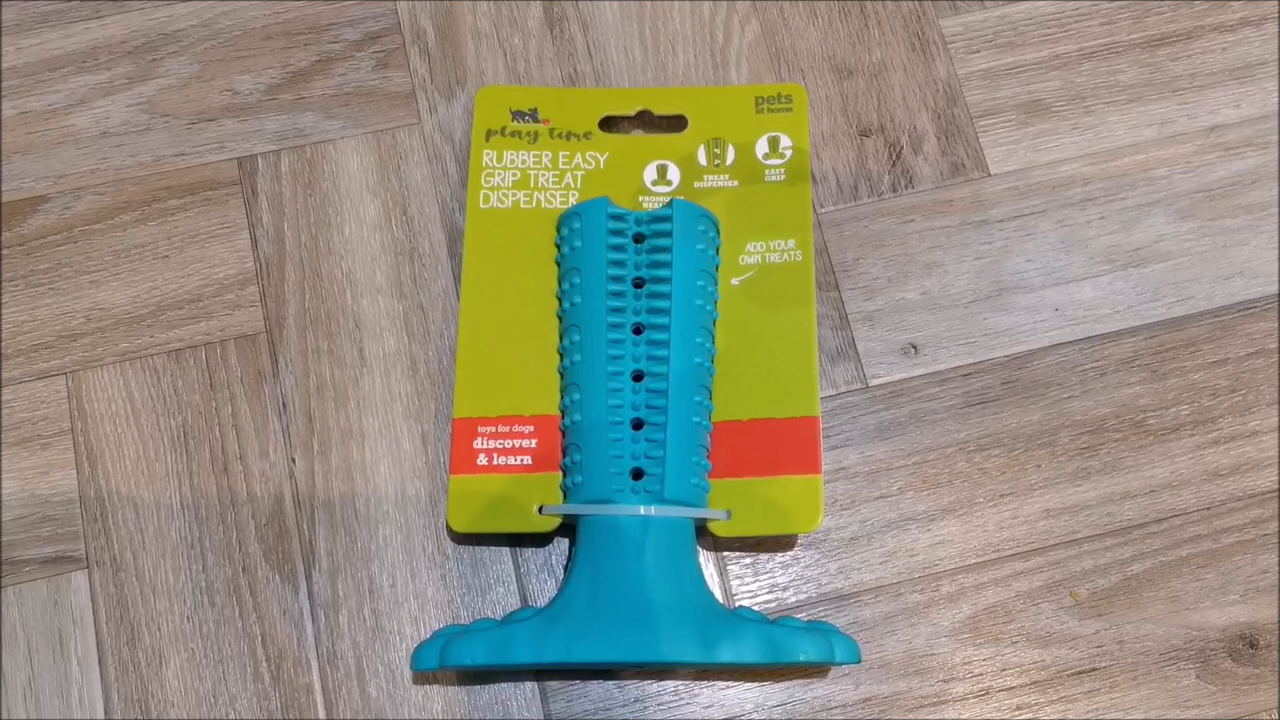 play time
pets
at home
RUBBER EASY
GRIP TREAT
DISPENSER
TREAT
DISPENSER
EASY
GRIP
ADD YOUR
OWN TREATS
toys for dogs
discover
& learn